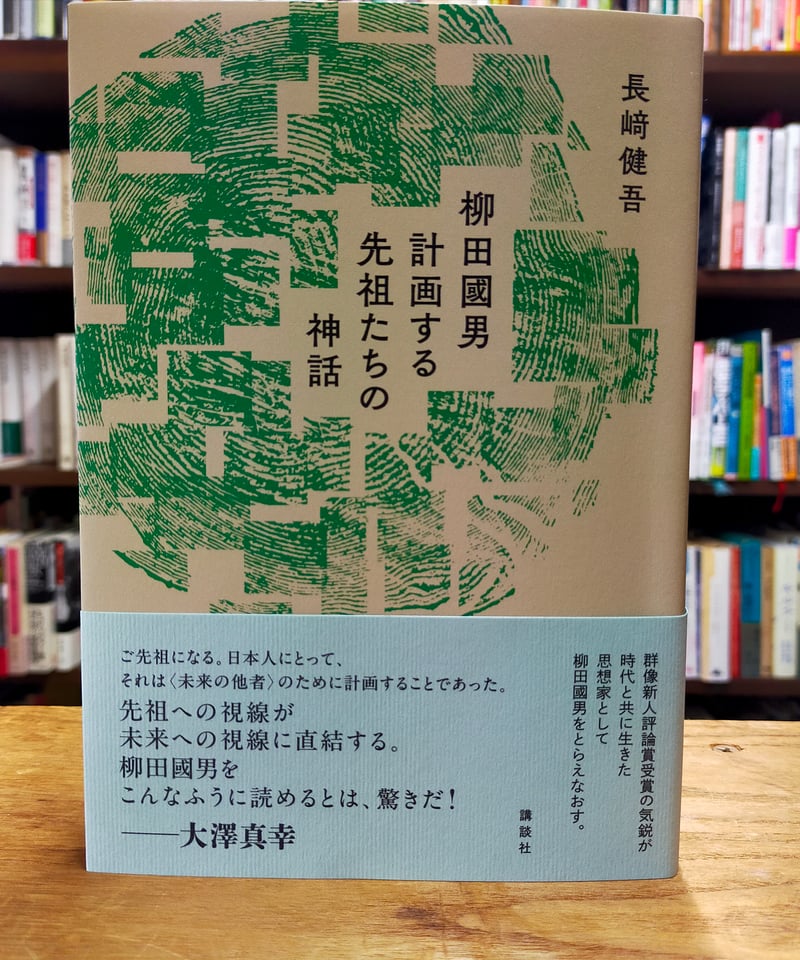 長﨑健吾
柳田國男
計画する
先祖たちの
神話
群像新人評論賞受賞の気鋭が
時代と共に生きた
思想家として
柳田國男をとらえなおす。
ご先祖になる。日本人にとって、
それは〈未来の他者〉のために計画することであった。
先祖への視線が
未来への視線に直結する。
柳田國男を
こんなふうに読めるとは、驚きだ！
──大澤真幸
講談社